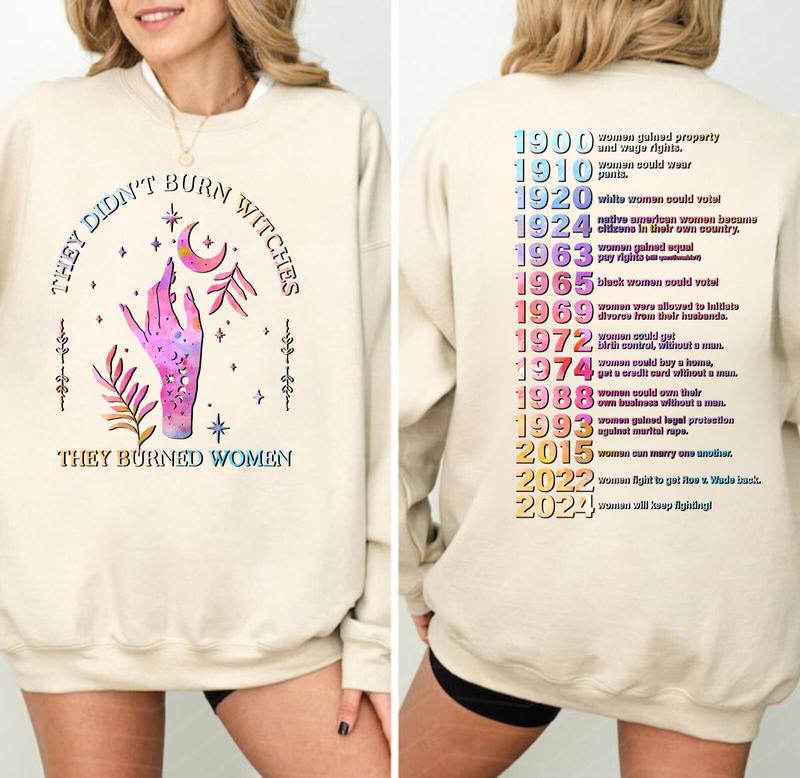 THEY DIDN'T BURN WITCHES
THEY BURNED WOMEN
1900 women gained property
and wage rights.
1910 women could wear
pants.
1920 white women could vote!
1924 native american women became
citizens in their own country.
1963 women gained equal
pay rights (still questionable?)
1965 black women could vote!
1969 women were allowed to initiate
divorce from their husbands.
1972 women could get
birth control, without a man.
1974 women could buy a home,
get a credit card without a man.
1988 women could own their
own business without a man.
1993 women gained legal protection
against marital rape.
2015 women can marry one another.
2022 women fight to get Roe v. Wade back.
2024 women will keep fighting!